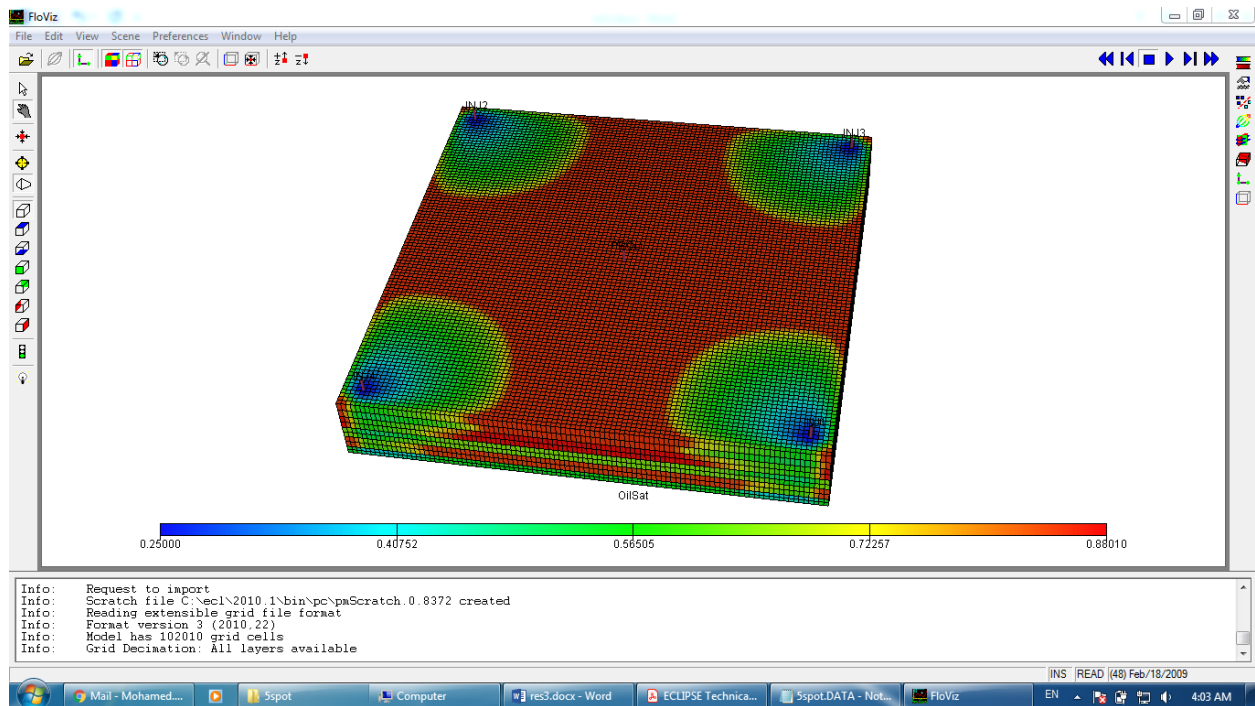 FloViz
File Edit View Scene Preferences Window Help
INJ2
INJ3
OilSat
0.25000 0.40752 0.56505 0.72257 0.88010
Info: Request to import
Info: Scratch file C:\ecl\2010.1\bin\pc\pmScratch.0.8372 created
Info: Reading extensible grid file format
Info: Format version 3 (2010,22)
Info: Model has 102010 grid cells
Info: Grid Decimation: All layers available
INS READ (48) Feb/18/2009
Mail - Mohamed.... 5spot Computer res3.docx - Word ECLIPSE Technica... 5spot.DATA - Not... FloViz EN 4:03 AM